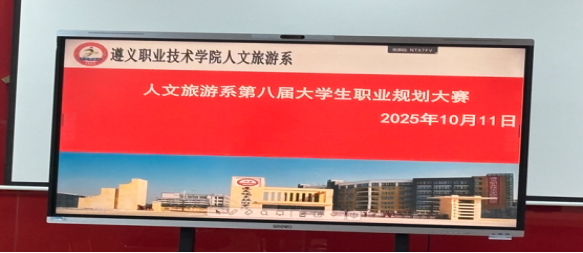 遵义职业技术学院人文旅游系
人文旅游系第八届大学生职业规划大赛
2025年10月11日